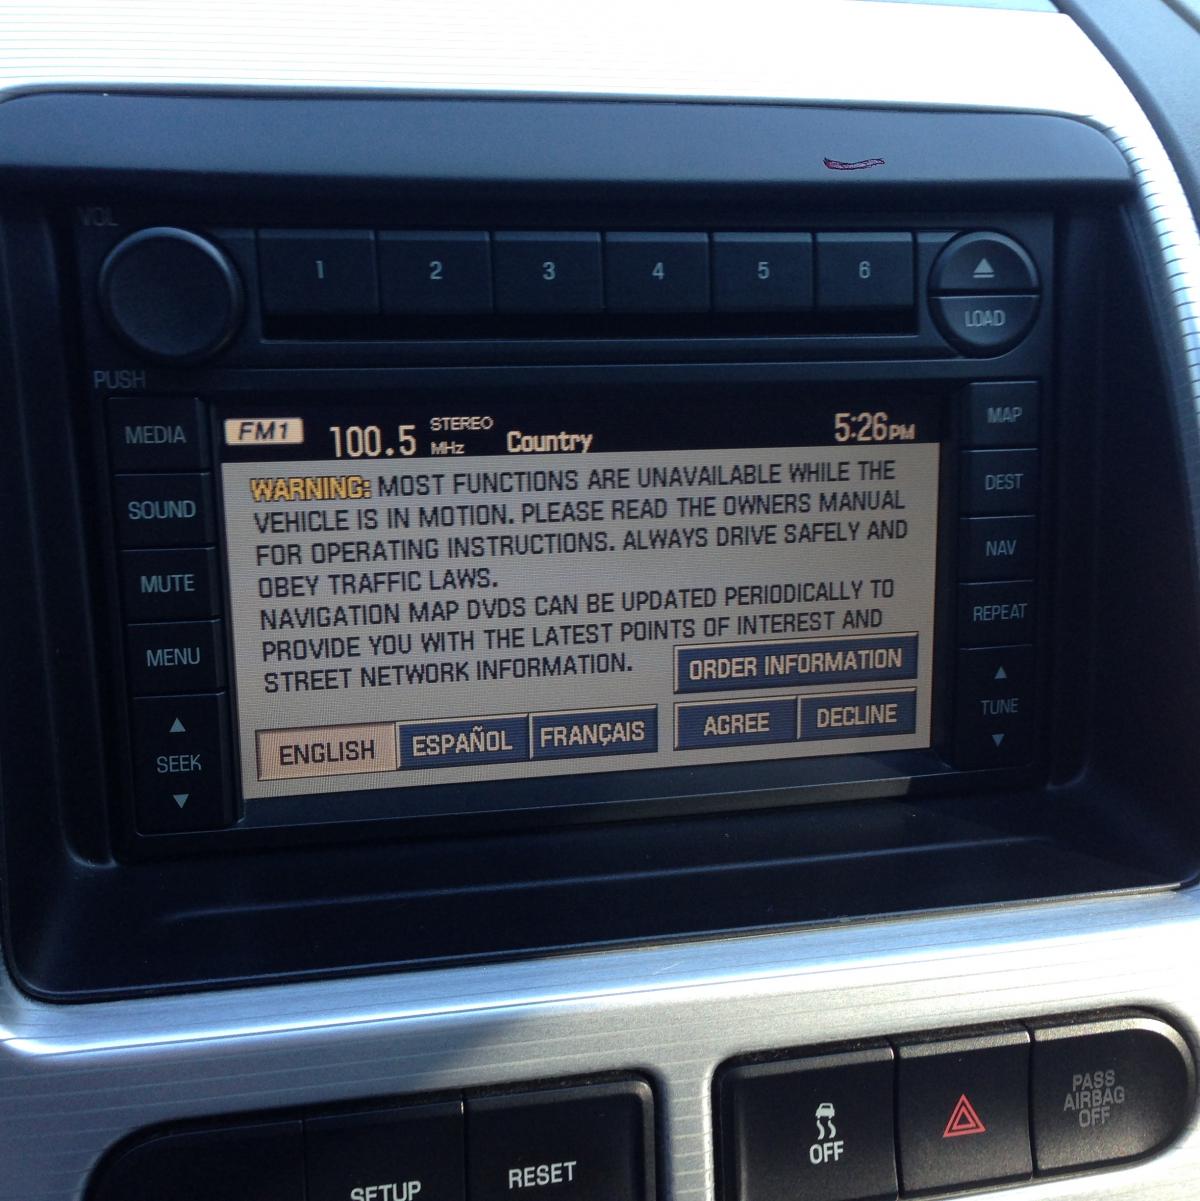 VOL
1 2 3 4 5 6
LOAD
PUSH
MEDIA
SOUND
MUTE
MENU
SEEK
FM1 100.5 STEREO MHz Country 5:26PM
WARNING: MOST FUNCTIONS ARE UNAVAILABLE WHILE THE
VEHICLE IS IN MOTION. PLEASE READ THE OWNERS MANUAL
FOR OPERATING INSTRUCTIONS. ALWAYS DRIVE SAFELY AND
OBEY TRAFFIC LAWS.
NAVIGATION MAP DVDS CAN BE UPDATED PERIODICALLY TO
PROVIDE YOU WITH THE LATEST POINTS OF INTEREST AND
STREET NETWORK INFORMATION.
ORDER INFORMATION
ENGLISH ESPAÑOL FRANÇAIS AGREE DECLINE
MAP
DEST
NAV
REPEAT
TUNE
SETUP RESET
OFF
PASS
AIRBAG
OFF